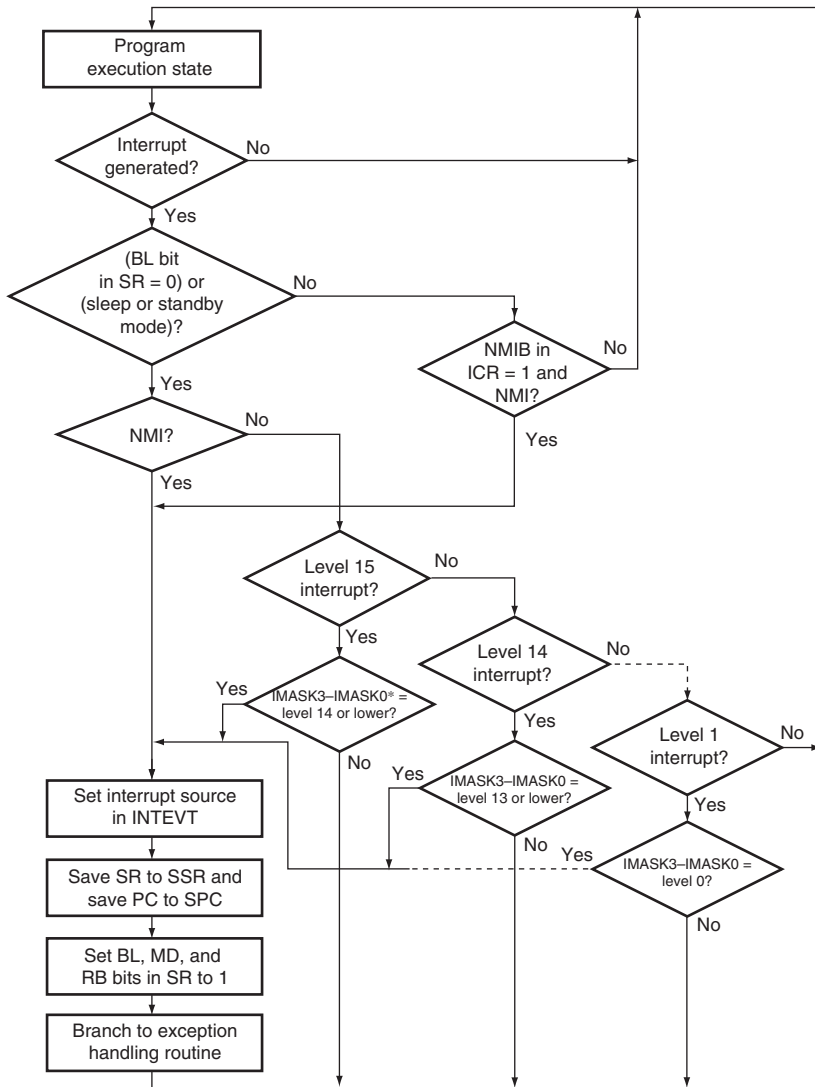 Program
execution state
Interrupt
generated?
No
Yes
(BL bit
in SR = 0) or
(sleep or standby
mode)?
No
Yes
NMIB in
ICR = 1 and
NMI?
No
Yes
NMI?
No
Yes
Level 15
interrupt?
No
Yes
Level 14
interrupt?
No
Yes
IMASK3–IMASK0* =
level 14 or lower?
Yes
No
Level 1
interrupt?
No
Yes
IMASK3–IMASK0 =
level 13 or lower?
Yes
No
IMASK3–IMASK0 =
level 0?
Yes
No
Set interrupt source
in INTEVT
Save SR to SSR and
save PC to SPC
Set BL, MD, and
RB bits in SR to 1
Branch to exception
handling routine